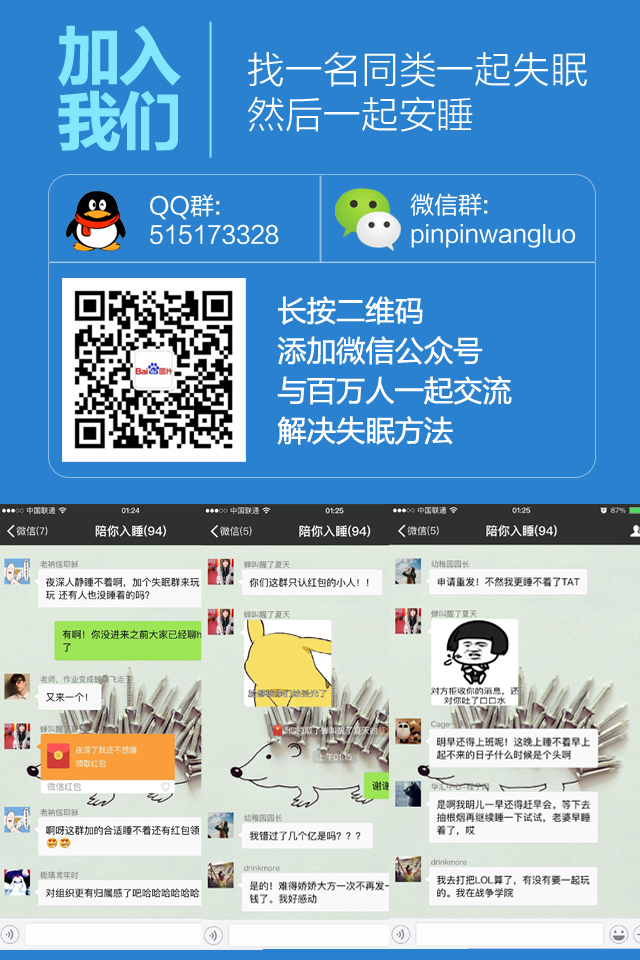 加入
我们
找一名同类一起失眠
然后一起安睡
QQ群:
515173328
微信群:
pinpinwangluo
Bai 图片
长按二维码
添加微信公众号
与百万人一起交流
解决失眠方法
中国联通
01:24
微信(7)
陪你入睡(94)
老衲信耶稣
夜深人静睡不着啊，加个失眠群来玩
玩 还有人也没睡着的吗?
有啊！你没进来之前大家已经聊h
了
老师，作业变成蝴蝶飞走了
又来一个！
夜深了我还不想睡
领取红包
微信红包
老衲信耶稣
啊呀这群加的合适睡不着还有红包领
对组织更有归属感了吧哈哈哈哈哈哈
中国联通
01:25
微信(5)
陪你入睡(94)
蝉叫醒了夏天
你们这群只认红包的小人！！
蝉叫醒了夏天
你领取了蝉叫醒了夏天的
上午01:15
谢谢
幼稚园园长
我错过了几个亿是吗？？？
drinkmore
是的！难得娇娇大方一次不再发一
钱了。我好感动
中国联通
01:25
87%
微信(5)
陪你入睡(94)
幼稚园园长
申请重发！不然我更睡不着了TAT
蝉叫醒了夏天
对方拒收你的消息，还
对你吐了口口水
Cage
明早还得上班呢！这晚上睡不着早上
起不来的日子什么时候是个头啊
是啊我明儿一早还得赶早会。等下去
抽根烟再继续睡一下试试。老婆早睡
着了，哎
drinkmore
我去打把LOL算了，有没有要一起玩
的。我在战争学院